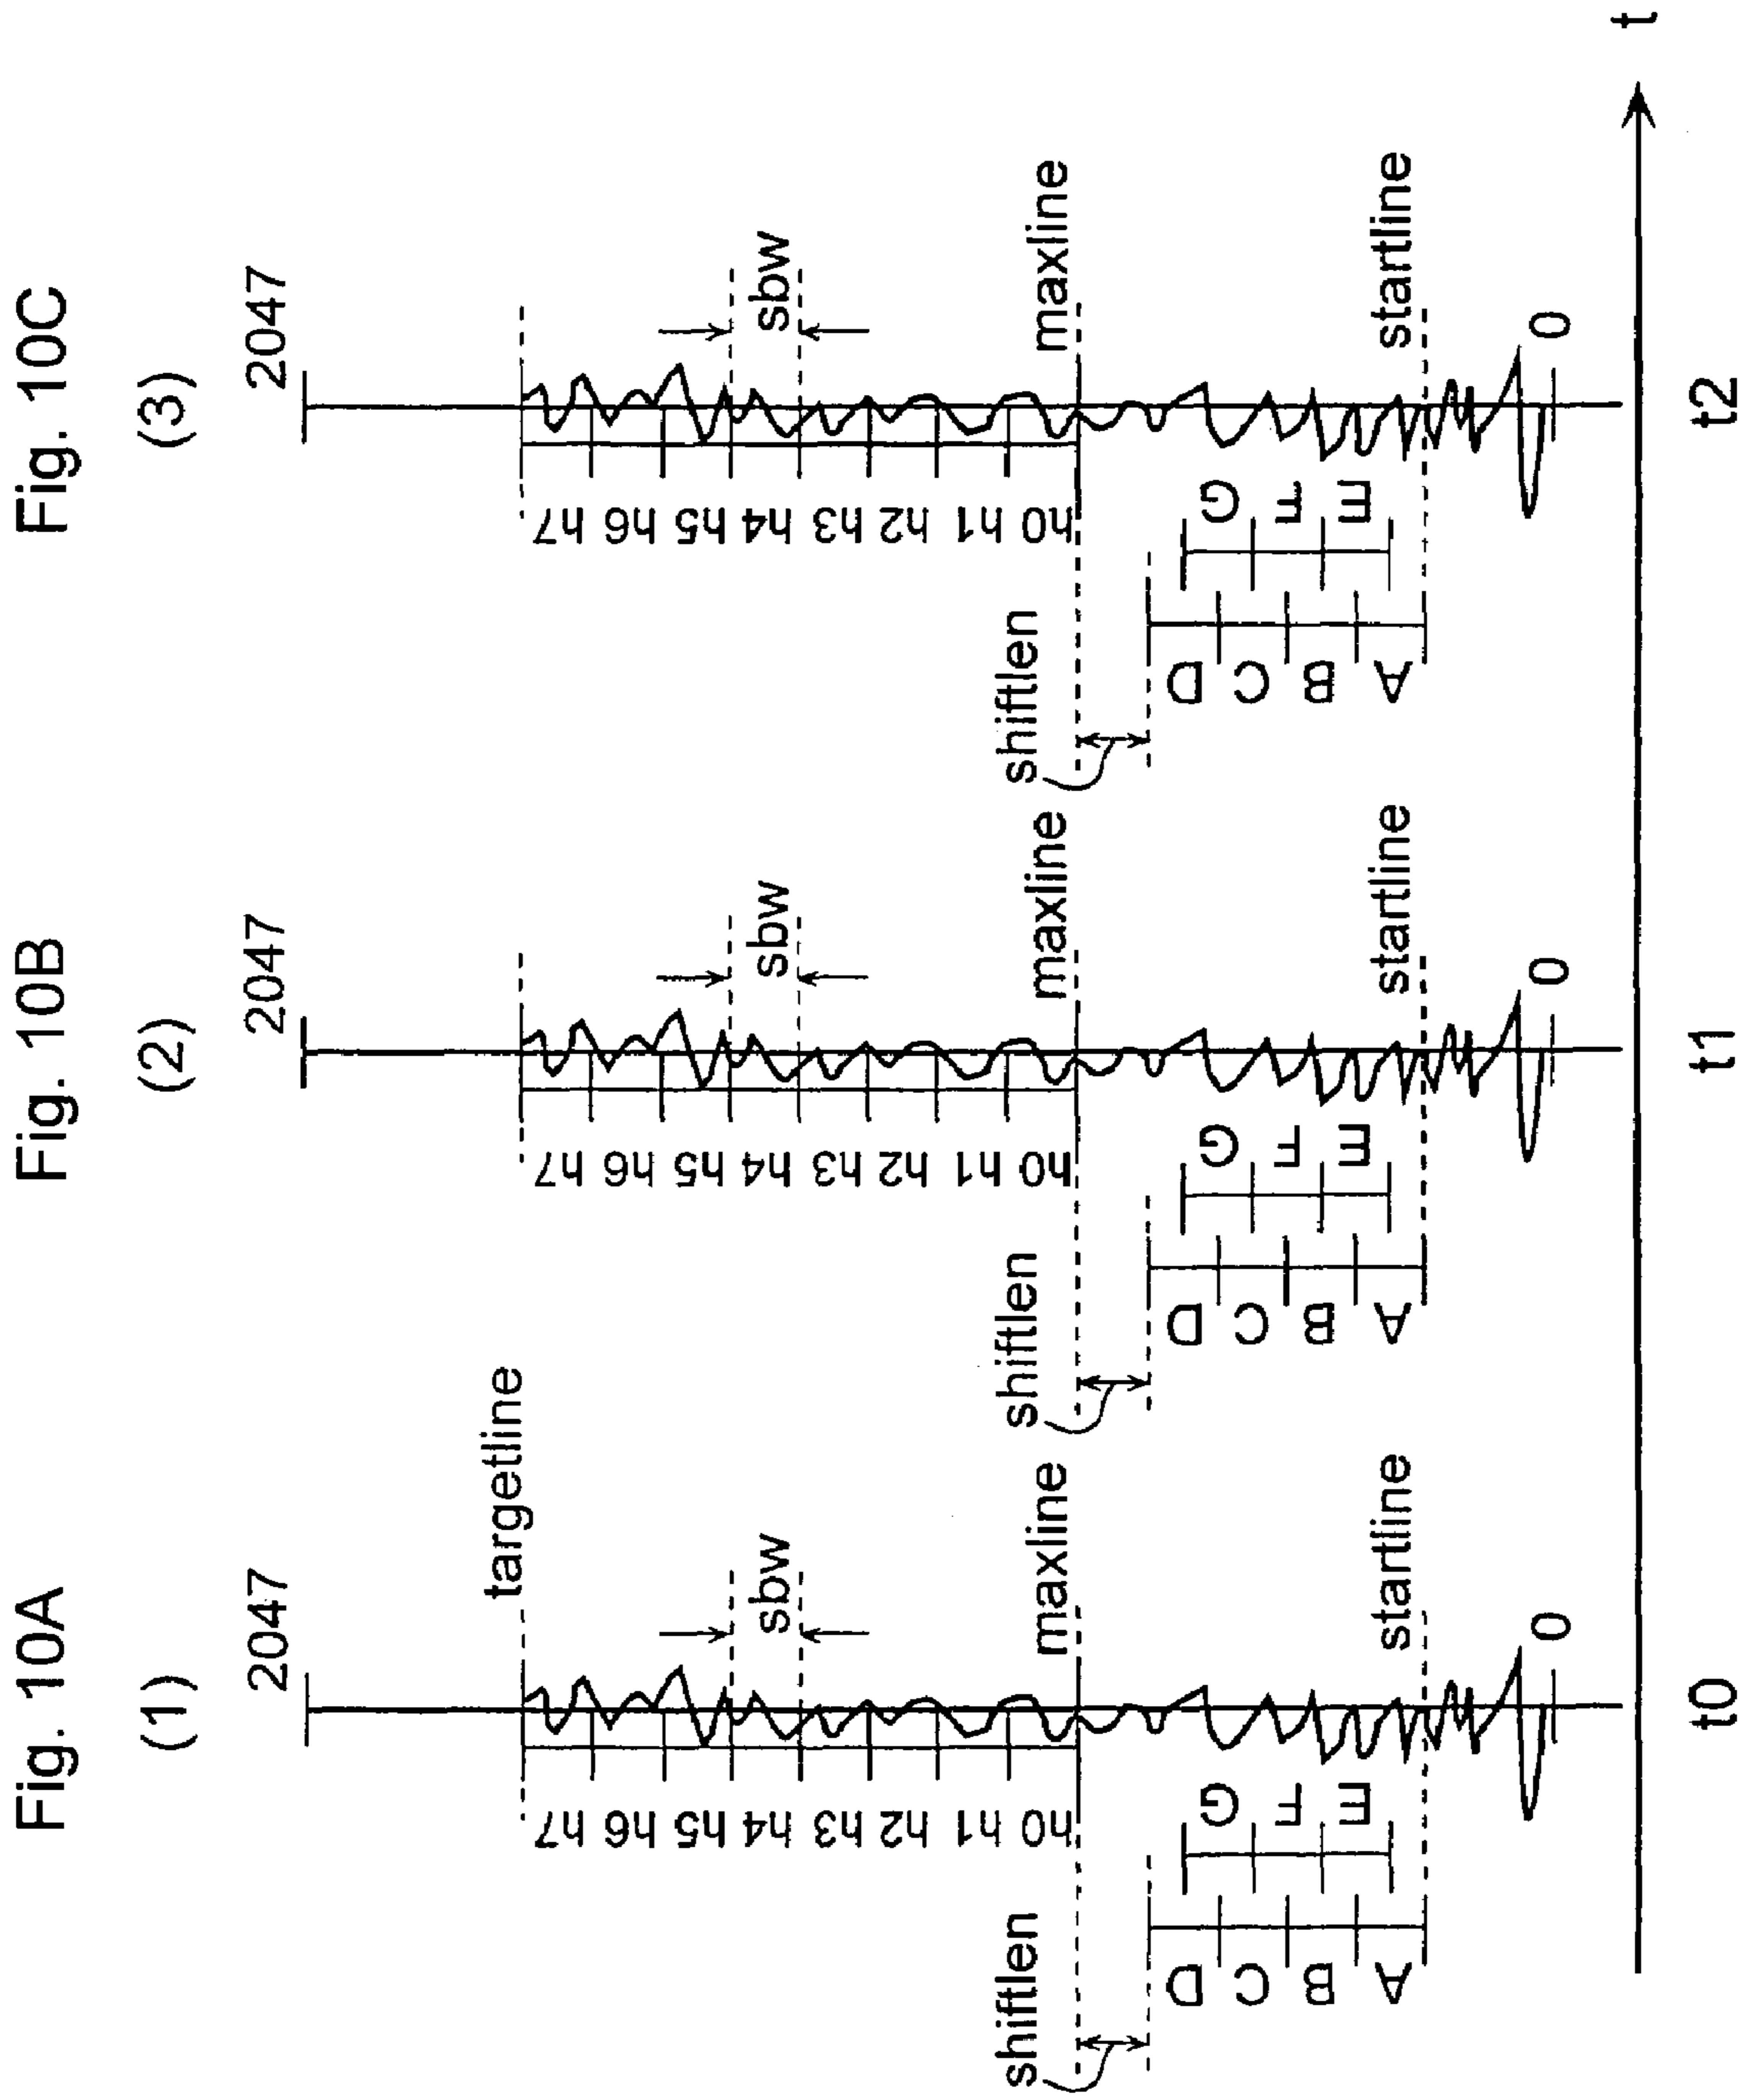 Fig. 10A
(1)
2047
targetline
h7
h6
h5
h4
h3
h2
h1
h0
sbw
maxline
shiftlen
D
C
B
A
G
F
E
startline
0
t0
Fig. 10B
(2)
2047
h7
h6
h5
h4
h3
h2
h1
h0
sbw
maxline
shiftlen
D
C
B
A
G
F
E
startline
0
t1
Fig. 10C
(3)
2047
h7
h6
h5
h4
h3
h2
h1
h0
sbw
maxline
shiftlen
D
C
B
A
G
F
E
startline
0
t2
t